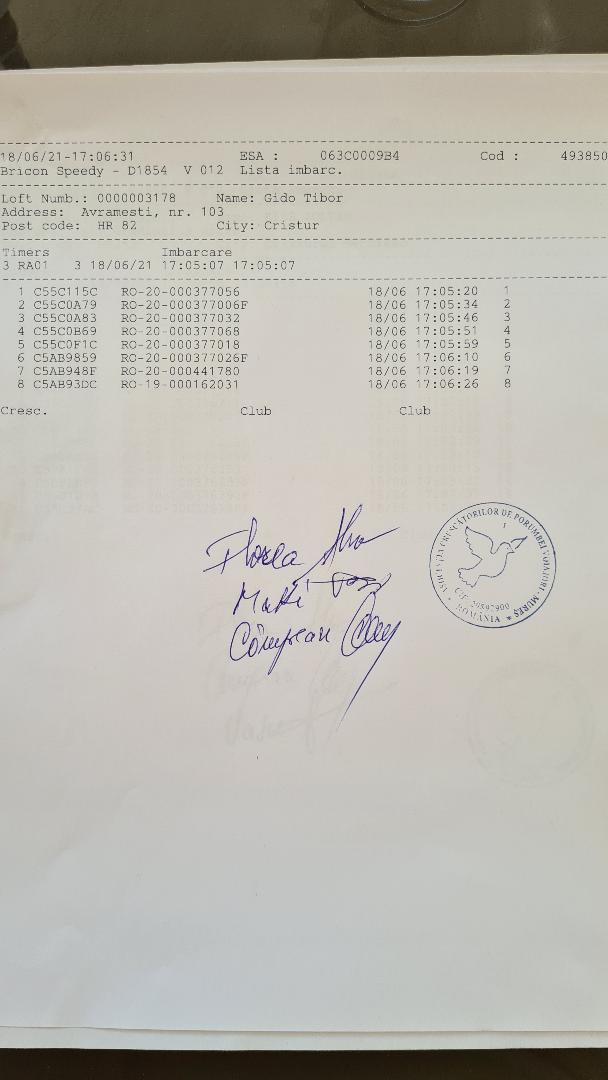 18/06/21-17:06:31 ESA : 063C0009B4 Cod : 493850
Bricon Speedy - D1854 V 012 Lista imbarc.
Loft Numb.: 0000003178 Name: Gido Tibor
Address: Avramesti, nr. 103
Post code: HR 82 City: Cristur
Timers Imbarcare
3 RA01 3 18/06/21 17:05:07 17:05:07
1 C55C115C RO-20-000377056 18/06 17:05:20 1
2 C55C0A79 RO-20-000377006F 18/06 17:05:34 2
3 C55C0A83 RO-20-000377032 18/06 17:05:46 3
4 C55C0B69 RO-20-000377068 18/06 17:05:51 4
5 C55C0F1C RO-20-000377018 18/06 17:05:59 5
6 C5AB9859 RO-20-000377026F 18/06 17:06:10 6
7 C5AB948F RO-20-000441780 18/06 17:06:19 7
8 C5AB93DC RO-19-000162031 18/06 17:06:26 8
Cresc. Club Club
Florea
Câmpean
CRESCĂTORILOR DE PORUMBEI VOIAJORI - MUREȘ
* ROMÂNIA *